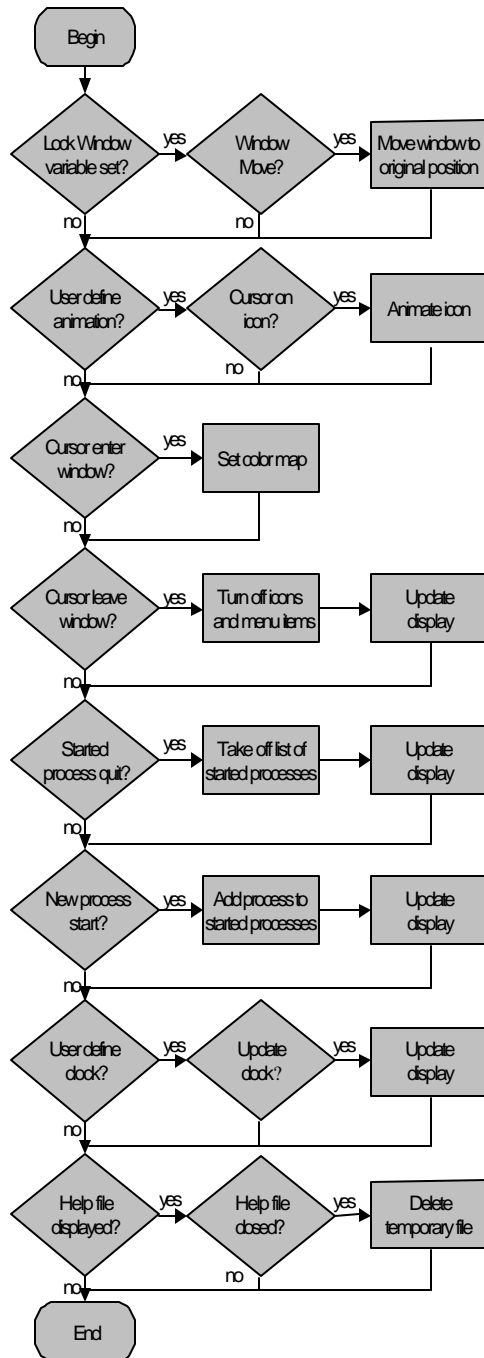 Begin
Lock Window
variable set?
yes
Window
Move?
yes
Move window to
original position
no
no
User define
animation?
yes
Cursor on
icon?
yes
Animate icon
no
no
Cursor enter
window?
yes
Set color map
no
Cursor leave
window?
yes
Turn off icons
and menu items
Update
display
no
Started
process quit?
yes
Take off list of
started processes
Update
display
no
New process
start?
yes
Add process to
started processes
Update
display
no
User define
clock?
yes
Update
clock?
yes
Update
display
no
Help file
displayed?
yes
Help file
closed?
yes
Delete
temporary file
no
no
End